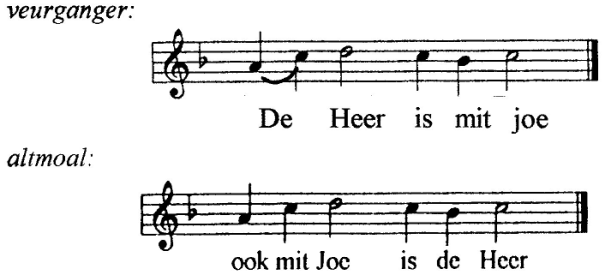 veurganger:
De Heer is mit joe
altmoal:
ook mit Joe is de Heer